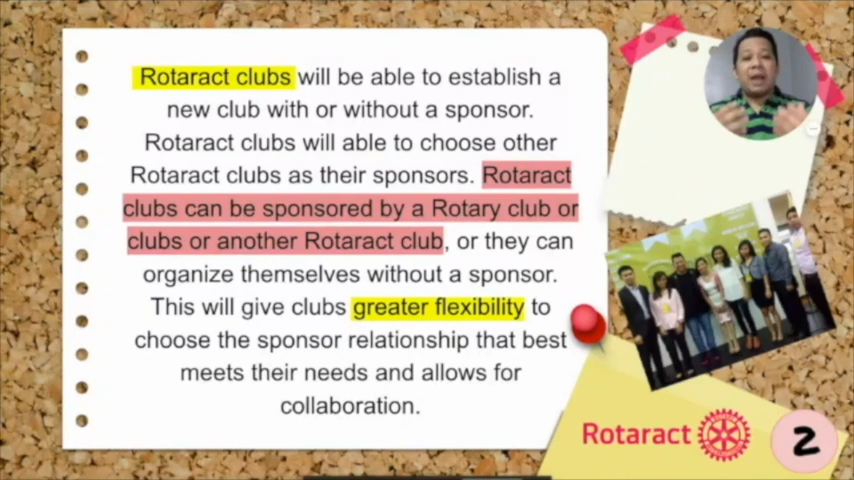 Rotaract clubs will be able to establish a
new club with or without a sponsor.
Rotaract clubs will able to choose other
Rotaract clubs as their sponsors. Rotaract
clubs can be sponsored by a Rotary club or
clubs or another Rotaract club, or they can
organize themselves without a sponsor.
This will give clubs greater flexibility to
choose the sponsor relationship that best
meets their needs and allows for
collaboration.
Rotaract
2